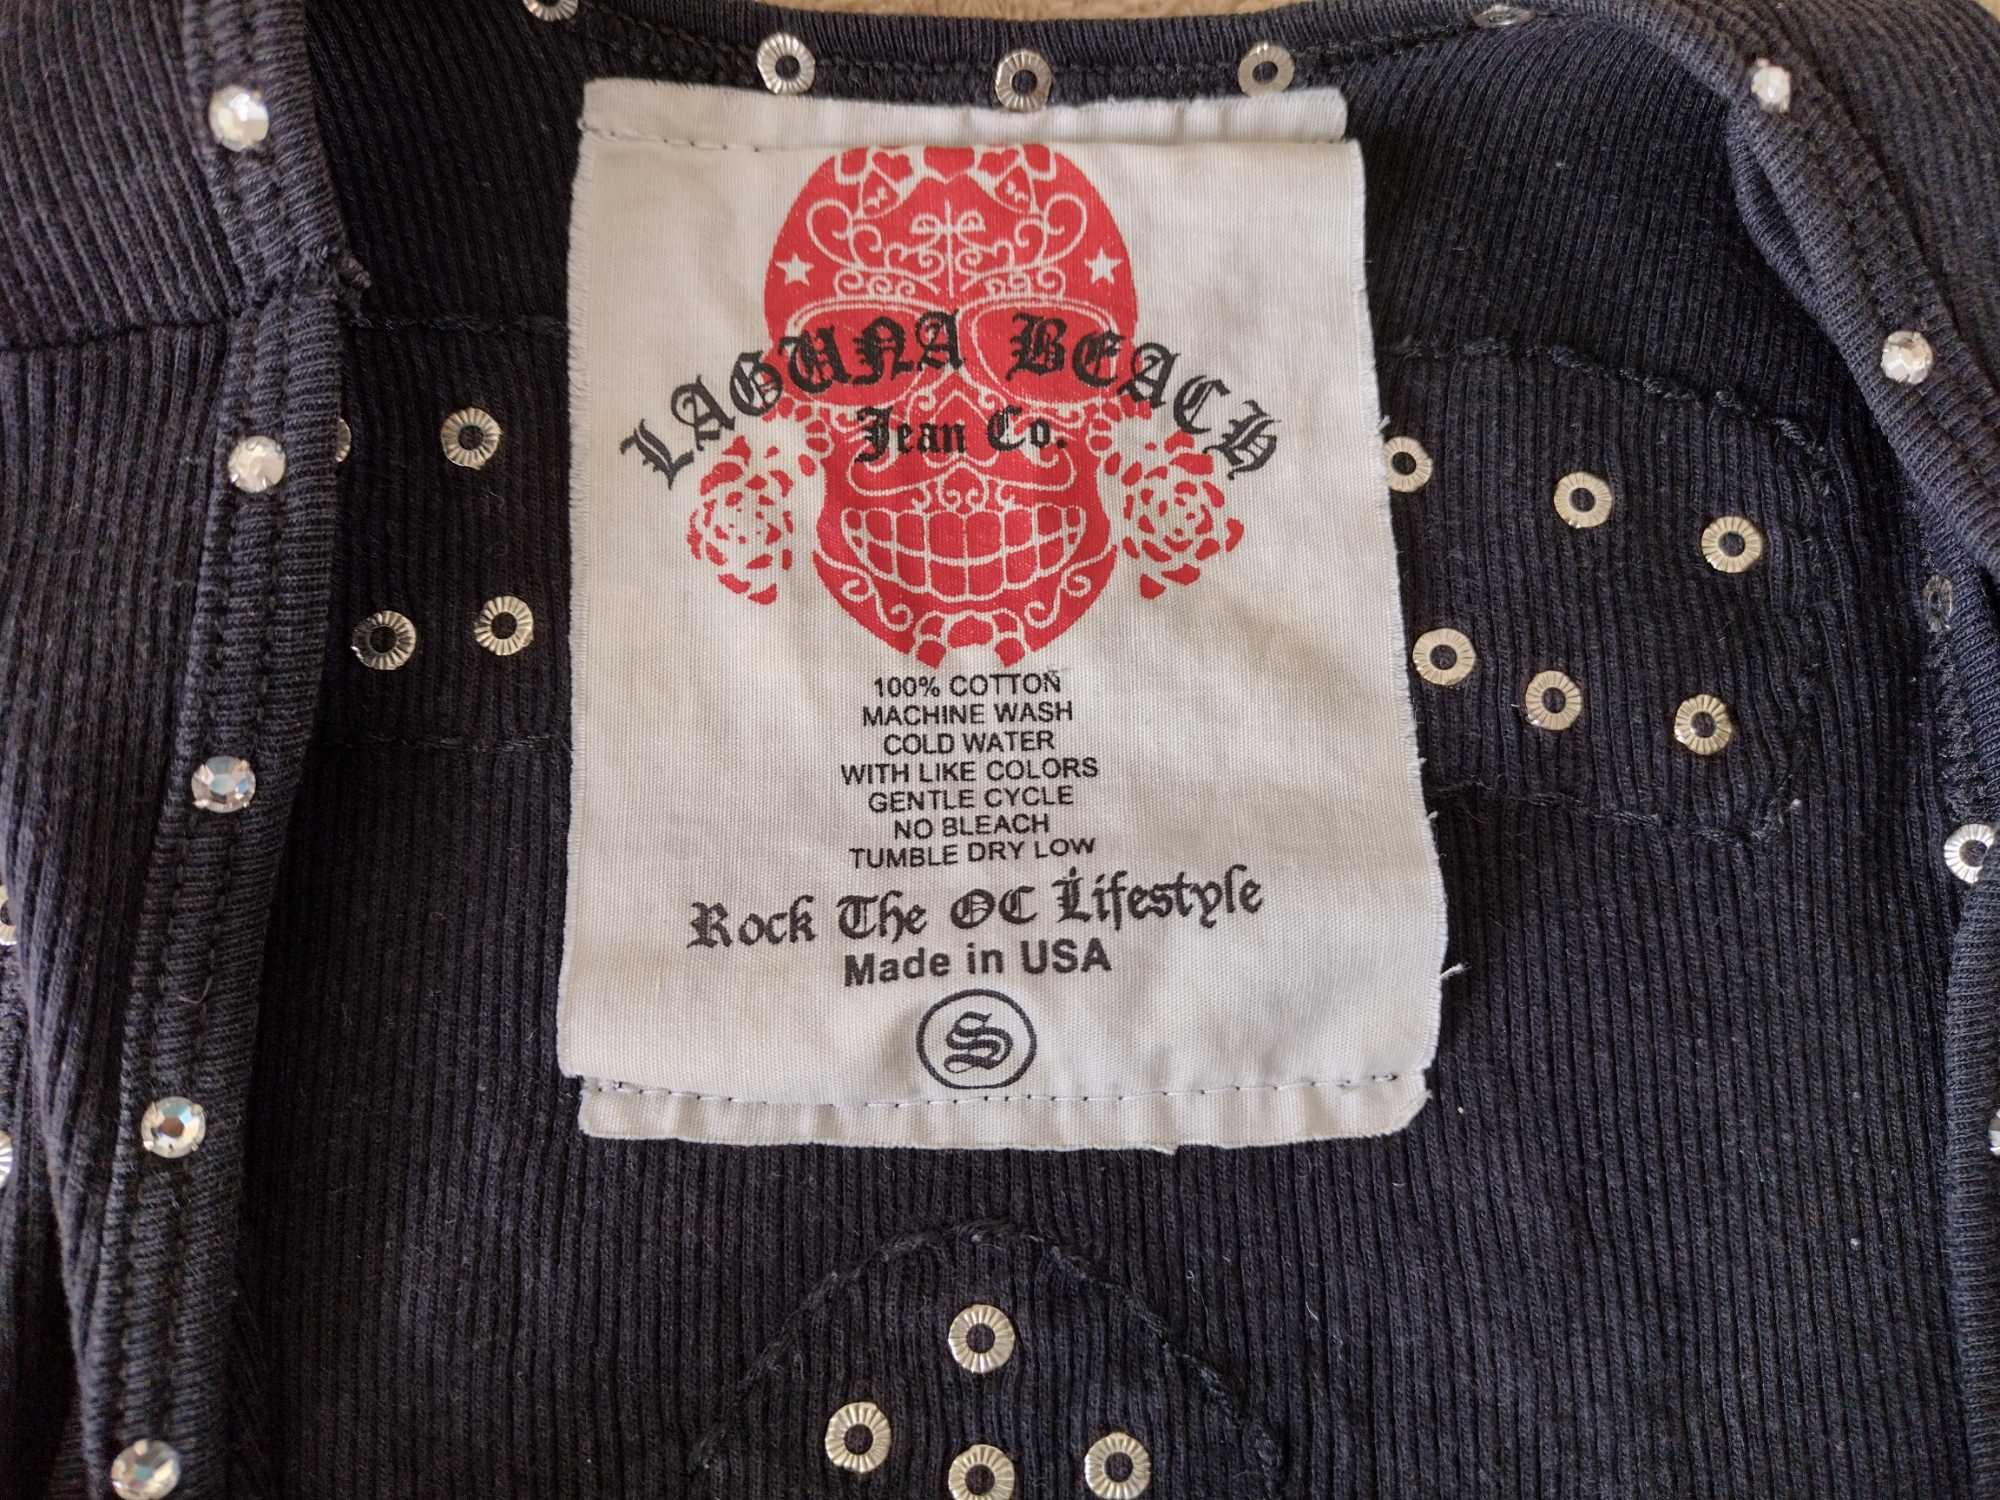 LAGUNA BEACH
Jean Co.
100% COTTON
MACHINE WASH
COLD WATER
WITH LIKE COLORS
GENTLE CYCLE
NO BLEACH
TUMBLE DRY LOW
Rock The OC Lifestyle
Made in USA
S